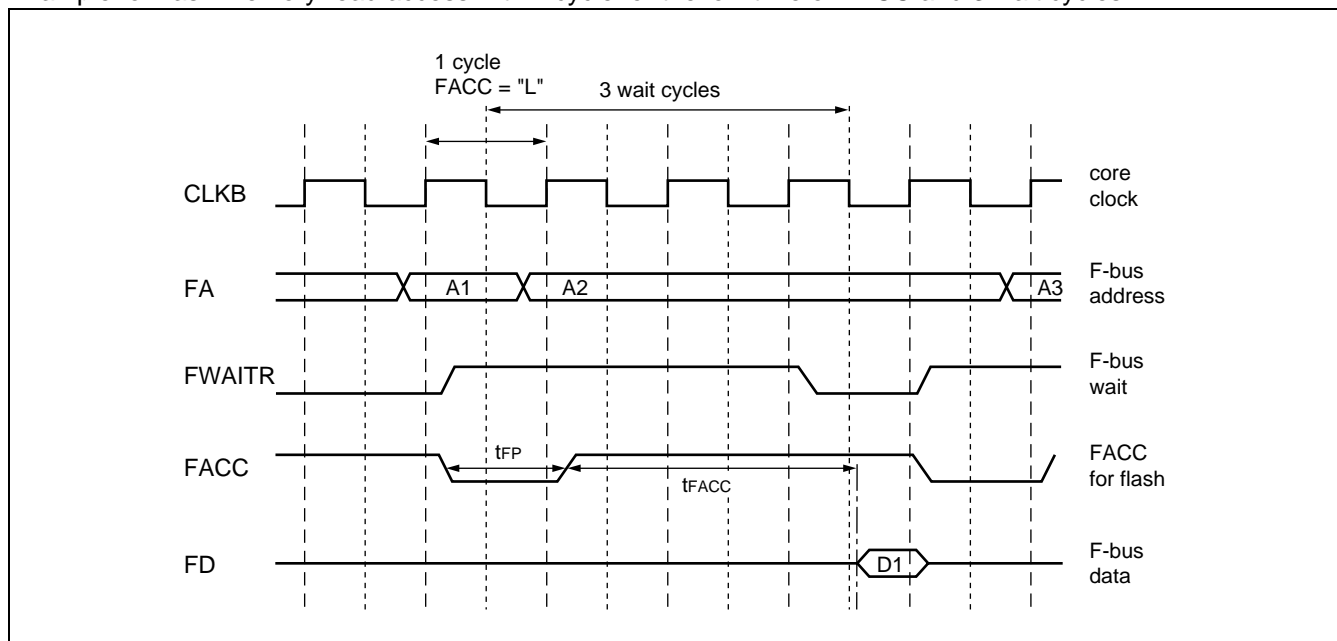 1 cycle
FACC = "L"
3 wait cycles
CLKB
core
clock
FA
A1
A2
A3
F-bus
address
FWAITR
F-bus
wait
FACC
tFP
tFACC
FACC
for flash
FD
D1
F-bus
data